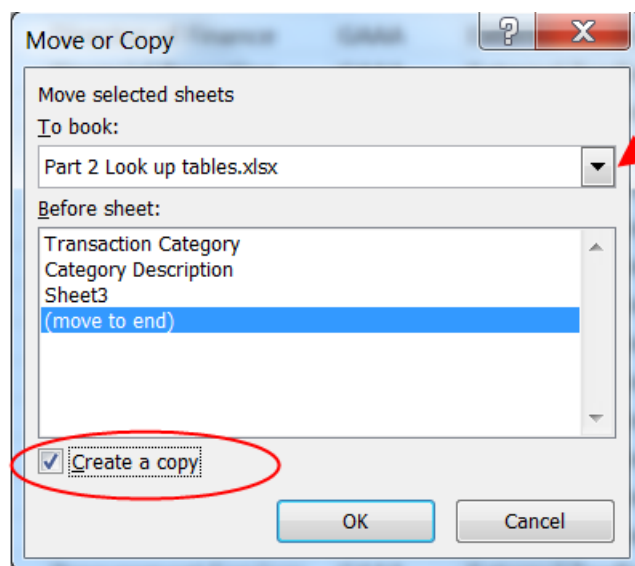 Move or Copy
Move selected sheets
To book:
Part 2 Look up tables.xlsx
Before sheet:
Transaction Category
Category Description
Sheet3
(move to end)
Create a copy
OK
Cancel